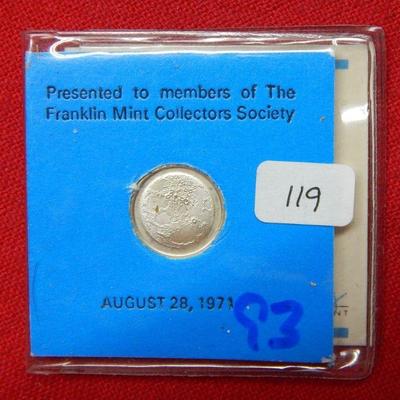 Presented to members of The
Franklin Mint Collectors Society
119
AUGUST 28, 1971
93